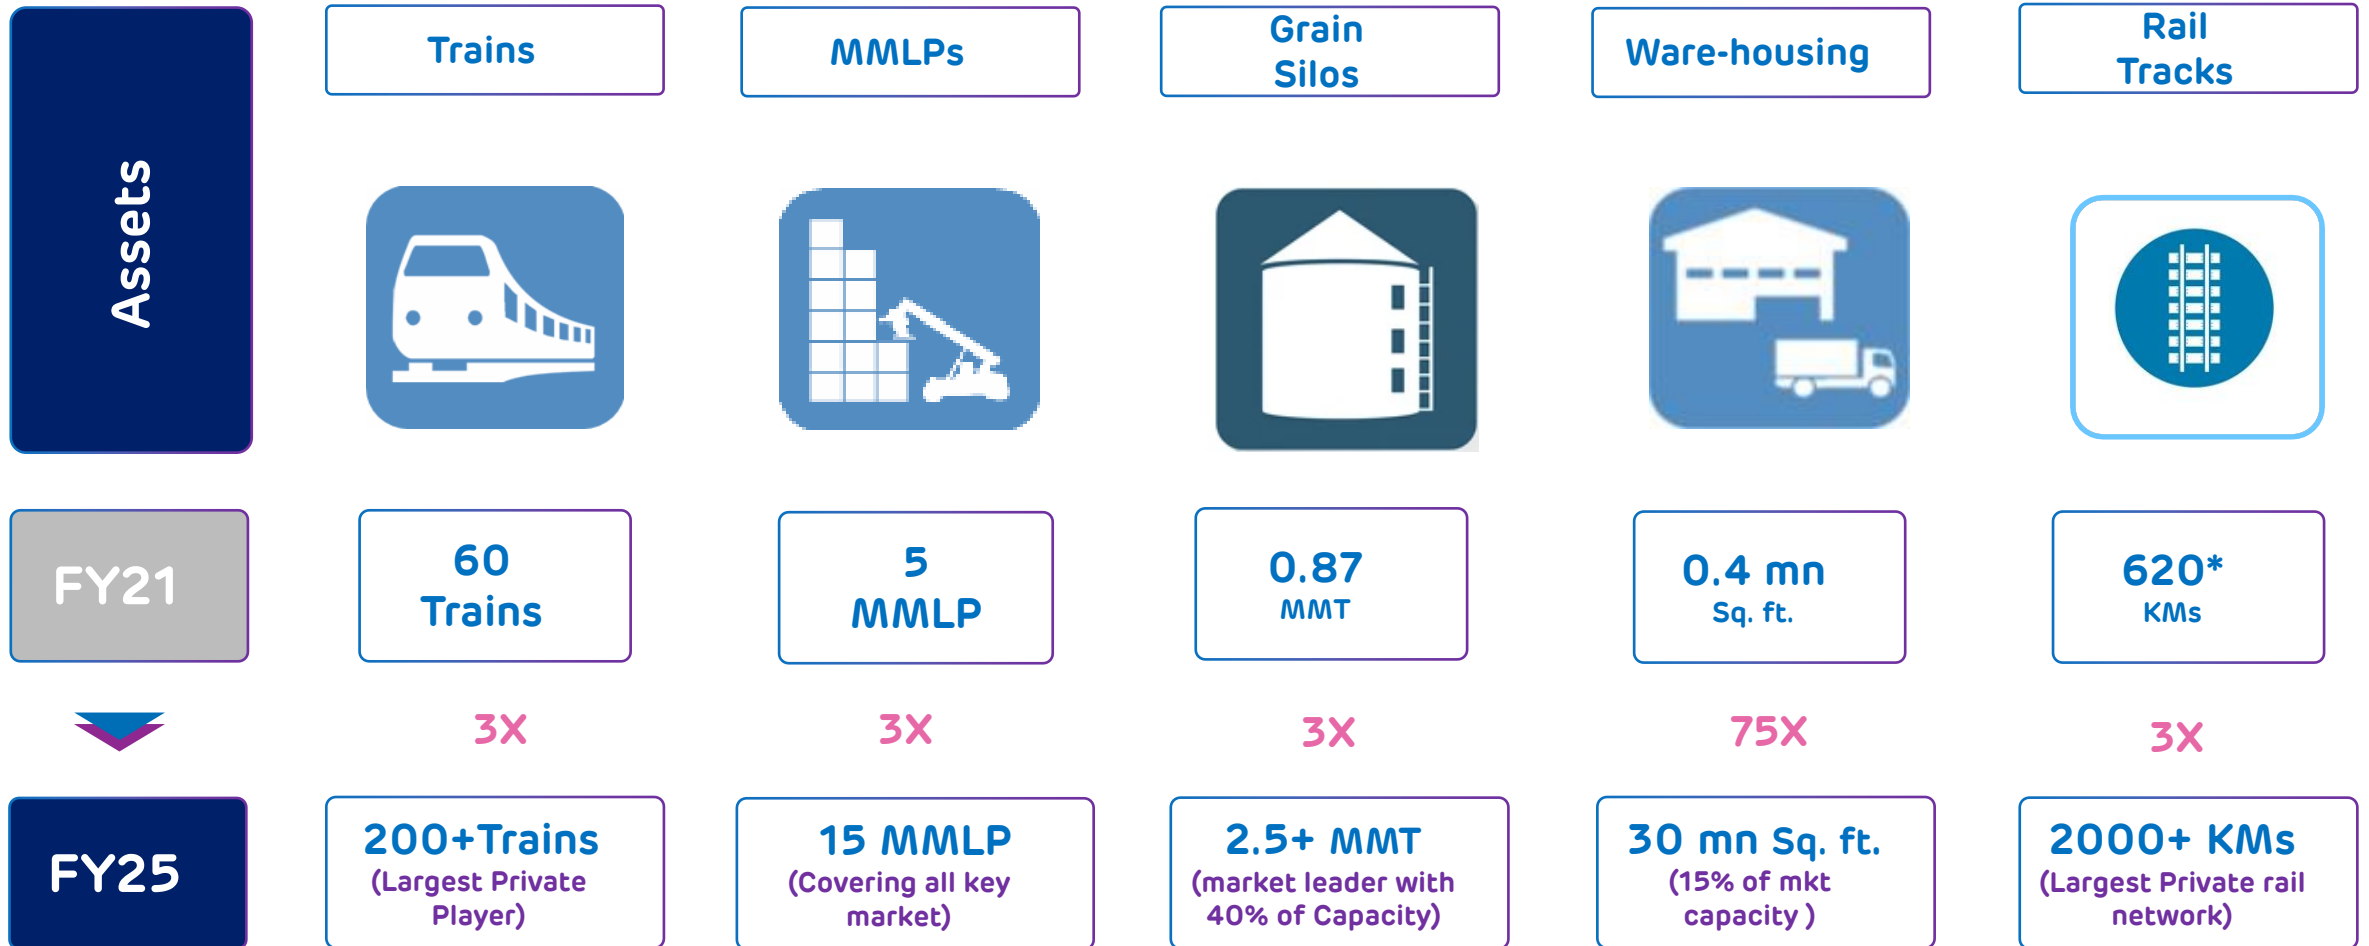 Assets
Trains
MMLPs
Grain
Silos
Ware-housing
Rail
Tracks
FY21
60
Trains
5
MMLP
0.87
MMT
0.4 mn
Sq. ft.
620*
KMs
3X
3X
3X
75X
3X
FY25
200+Trains
(Largest Private
Player)
15 MMLP
(Covering all key
market)
2.5+ MMT
(market leader with
40% of Capacity)
30 mn Sq. ft.
(15% of mkt
capacity )
2000+ KMs
(Largest Private rail
network)